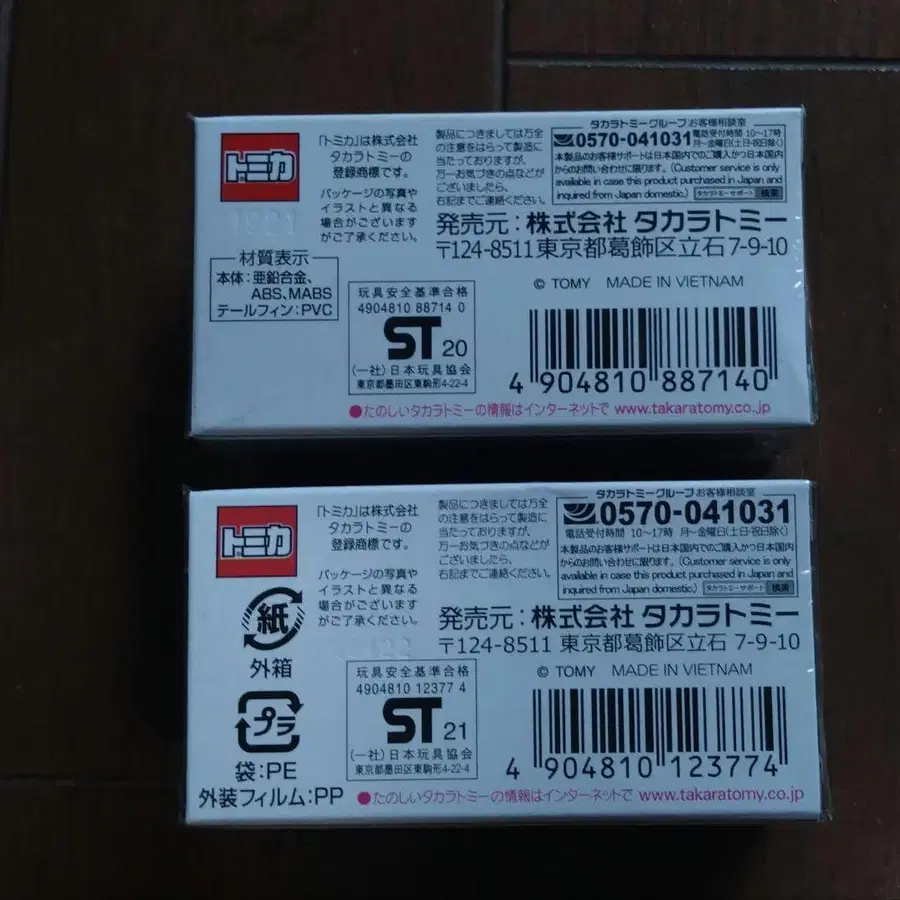 トミカ
「トミカ」は株式会社
タカラトミーの
登録商標です。
パッケージの写真や
イラストと異なる
場合がございます
がご了承ください。
製品につきましては万全
の注意をはらって製造に
当たっておりますが、
万一お気づきの点などが
ございましたら、
右記までご連絡ください。
タカラトミーグループお客様相談室
0570-041031 電話受付時間 10〜17時
月〜金曜日(土・日・祝日除く)
本製品のお客様サポートは日本国内でのご購入かつ日本国内
からのお問い合わせに限ります。(Customer service is only
available in case this product purchased in Japan and
inquired from Japan domestic.) タカラトミーサポート 検索
発売元：株式会社 タカラトミー
〒124-8511 東京都葛飾区立石 7-9-10
材質表示
本体：亜鉛合金、
ABS、MABS
テールフィン：PVC
© TOMY MADE IN VIETNAM
玩具安全基準合格
4904810 88714 0
ST 20
(一社)日本玩具協会
東京都墨田区東駒形4-22-4
4 904810 887140
●たのしいタカラトミーの情報はインターネットで www.takaratomy.co.jp
トミカ
「トミカ」は株式会社
タカラトミーの
登録商標です。
パッケージの写真や
イラストと異なる
場合がございます
がご了承ください。
製品につきましては万全
の注意をはらって製造に
当たっておりますが、
万一お気づきの点などが
ございましたら、
右記までご連絡ください。
タカラトミーグループお客様相談室
0570-041031
電話受付時間 10〜17時 月〜金曜日(土・日・祝日除く)
本製品のお客様サポートは日本国内でのご購入かつ日本国内
からのお問い合わせに限ります。(Customer service is only
available in case this product purchased in Japan and
inquired from Japan domestic.) タカラトミーサポート 検索
発売元：株式会社 タカラトミー
〒124-8511 東京都葛飾区立石 7-9-10
紙
外箱
プラ
袋：PE
外装フィルム：PP
© TOMY MADE IN VIETNAM
玩具安全基準合格
4904810 12377 4
ST 21
(一社)日本玩具協会
東京都墨田区東駒形4-22-4
4 904810 123774
●たのしいタカラトミーの情報はインターネットで www.takaratomy.co.jp